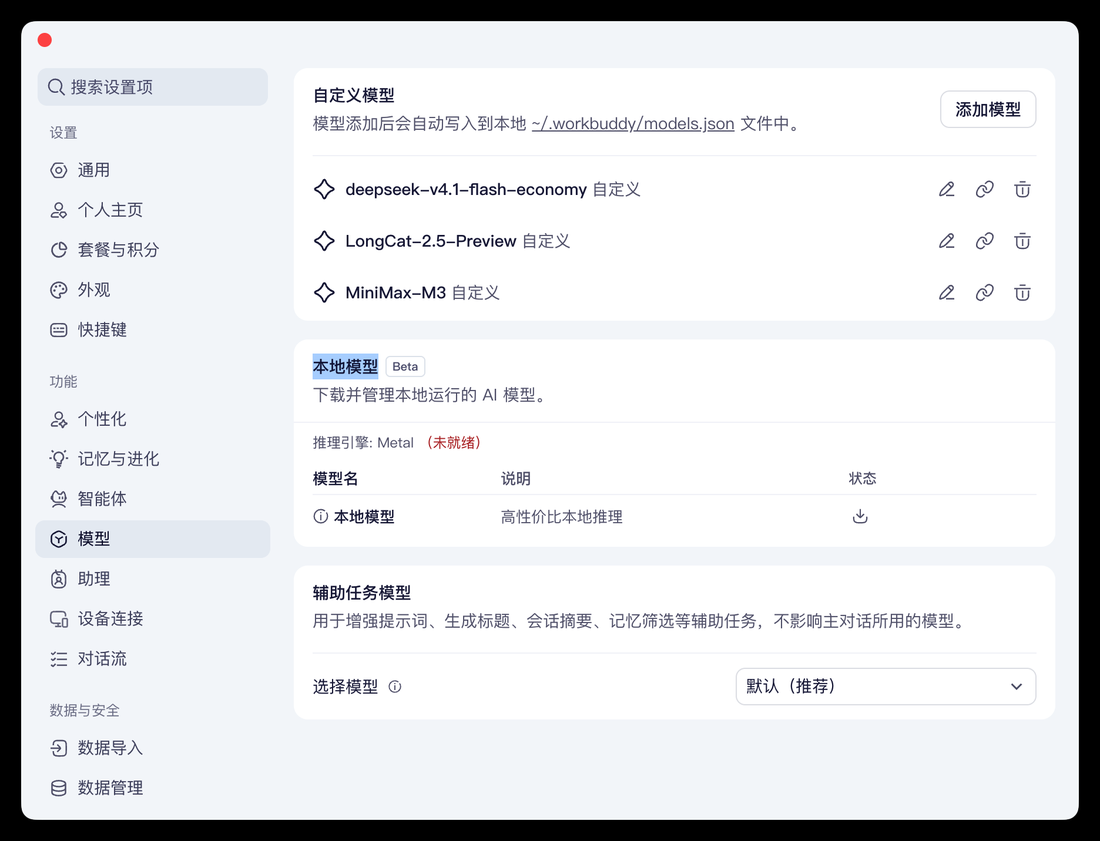 搜索设置项
设置
通用
个人主页
套餐与积分
外观
快捷键
功能
个性化
记忆与进化
智能体
模型
助理
设备连接
对话流
数据与安全
数据导入
数据管理
自定义模型
模型添加后会自动写入到本地 ~/.workbuddy/models.json 文件中。
添加模型
deepseek-v4.1-flash-economy 自定义
LongCat-2.5-Preview 自定义
MiniMax-M3 自定义
本地模型 Beta
下载并管理本地运行的 AI 模型。
推理引擎: Metal （未就绪）
模型名 说明 状态
本地模型 高性价比本地推理
辅助任务模型
用于增强提示词、生成标题、会话摘要、记忆筛选等辅助任务，不影响主对话所用的模型。
选择模型 默认（推荐）